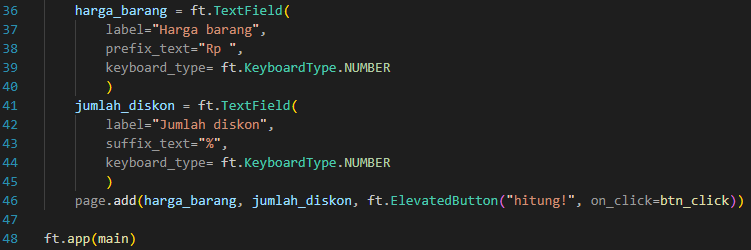 36 harga_barang = ft.TextField(
37 label="Harga barang",
38 prefix_text="Rp ",
39 keyboard_type= ft.KeyboardType.NUMBER
40 )
41 jumlah_diskon = ft.TextField(
42 label="Jumlah diskon",
43 suffix_text="%",
44 keyboard_type= ft.KeyboardType.NUMBER
45 )
46 page.add(harga_barang, jumlah_diskon, ft.ElevatedButton("hitung!", on_click=btn_click))
47
48 ft.app(main)